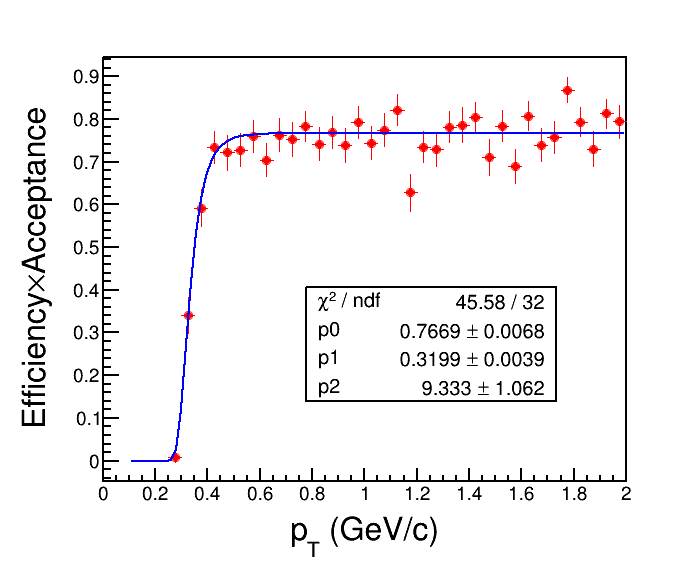 0.9
0.8
0.7
0.6
0.5
0.4
0.3
0.2
0.1
0
Efficiency×Acceptance
χ² / ndf 45.58 / 32
p0 0.7669 ± 0.0068
p1 0.3199 ± 0.0039
p2 9.333 ± 1.062
0 0.2 0.4 0.6 0.8 1 1.2 1.4 1.6 1.8 2
p_T (GeV/c)